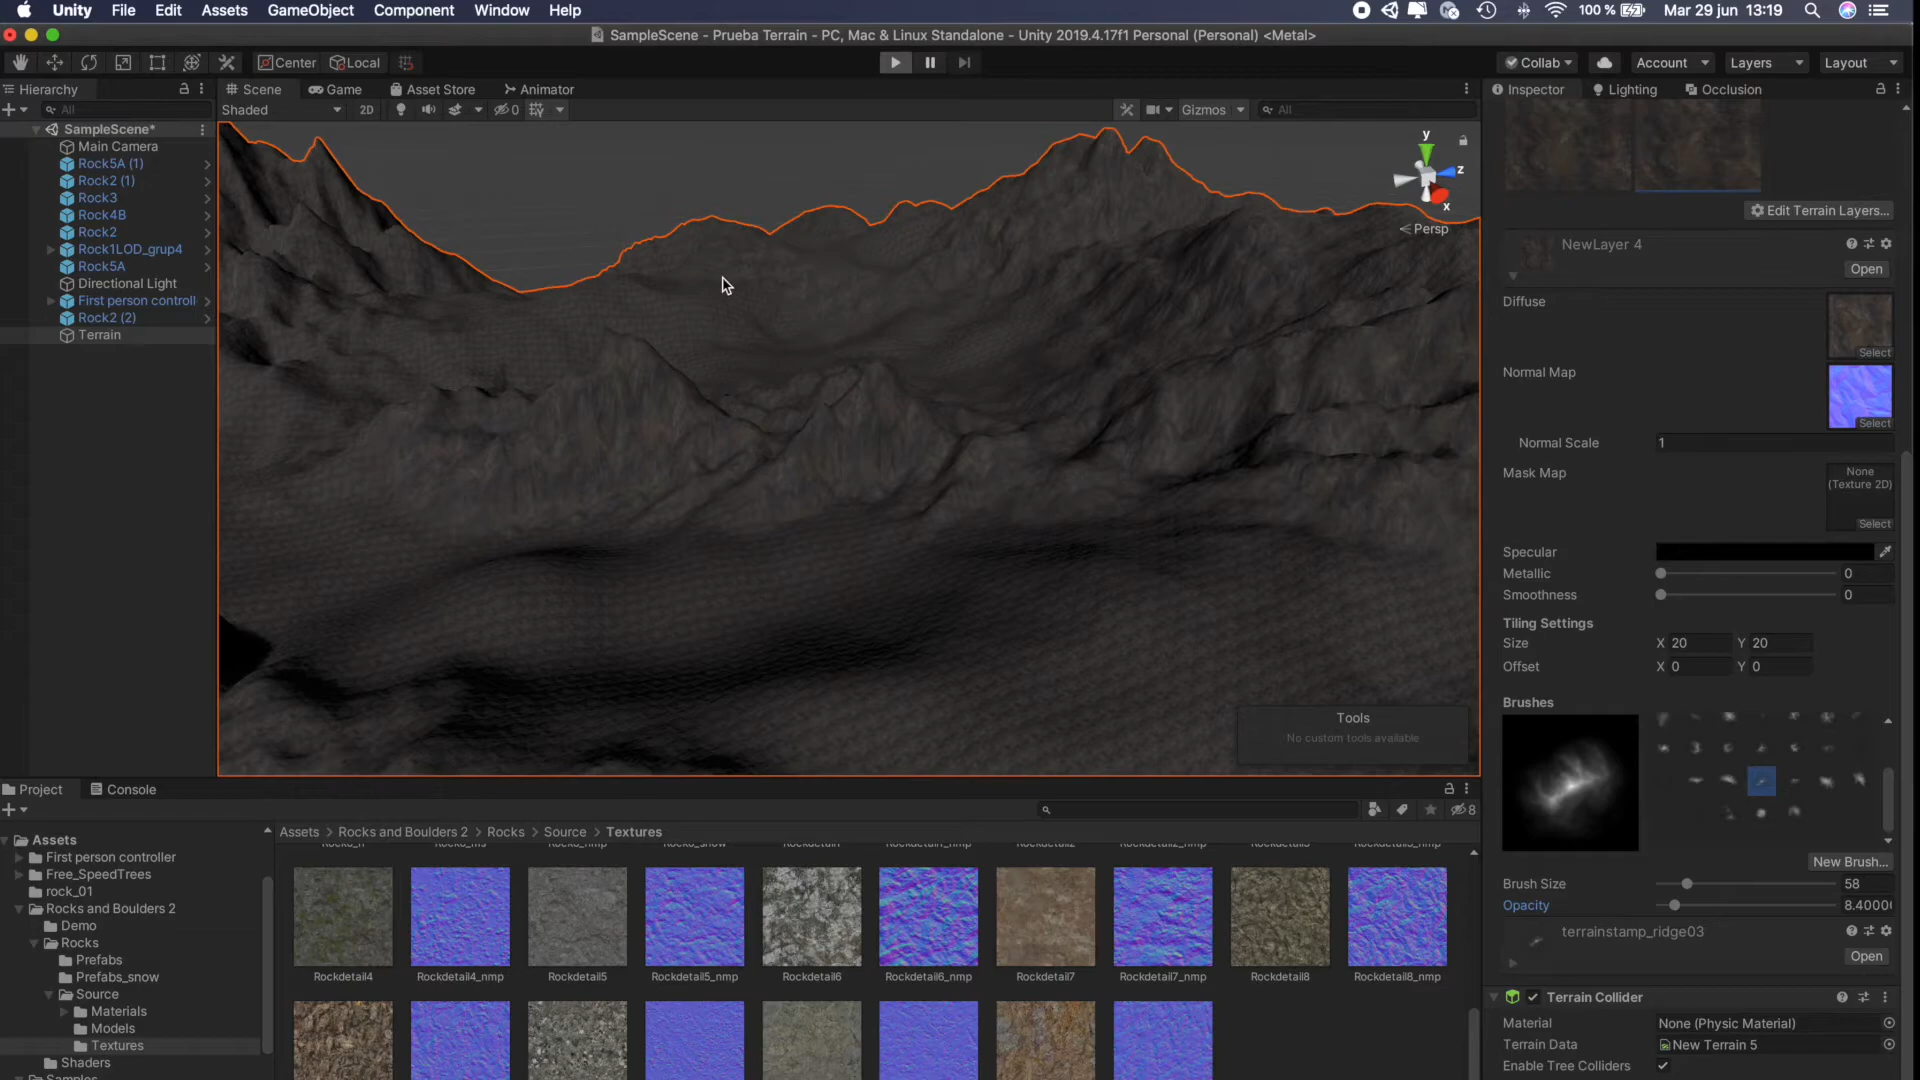 Unity File Edit Assets GameObject Component Window Help
100 % Mar 29 jun 13:19
SampleScene - Prueba Terrain - PC, Mac & Linux Standalone - Unity 2019.4.17f1 Personal (Personal) <Metal>
Center Local Collab Account Layers Layout
Hierarchy Scene Game Asset Store Animator Inspector Lighting Occlusion
All Shaded 2D 0 Gizmos All
SampleScene*
Main Camera
Rock5A (1)
Rock2 (1)
Rock3
Rock4B
Rock2
Rock1LOD_grup4
Rock5A
Directional Light
First person controll
Rock2 (2)
Terrain
y
z
x
Persp
Tools
No custom tools available
Edit Terrain Layers...
NewLayer 4
Open
Diffuse
Select
Normal Map
Select
Normal Scale 1
Mask Map
None
(Texture 2D)
Select
Specular
Metallic 0
Smoothness 0
Tiling Settings
Size X 20 Y 20
Offset X 0 Y 0
Brushes
New Brush...
Brush Size 58
Opacity 8.4000
terrainstamp_ridge03
Open
Terrain Collider
Material None (Physic Material)
Terrain Data New Terrain 5
Enable Tree Colliders
Project Console
8
Assets
First person controller
Free_SpeedTrees
rock_01
Rocks and Boulders 2
Demo
Rocks
Prefabs
Prefabs_snow
Source
Materials
Models
Textures
Shaders
Samples
Assets > Rocks and Boulders 2 > Rocks > Source > Textures
Rockdetail4 Rockdetail4_nmp Rockdetail5 Rockdetail5_nmp Rockdetail6 Rockdetail6_nmp Rockdetail7 Rockdetail7_nmp Rockdetail8 Rockdetail8_nmp